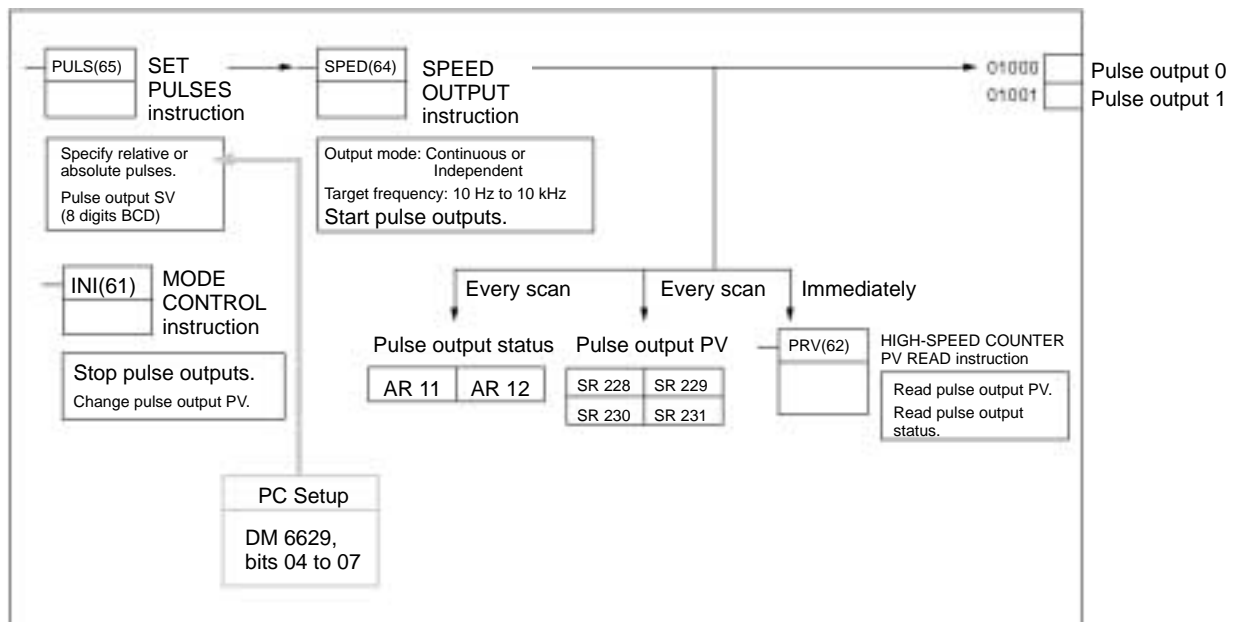 PULS(65)
SET
PULSES
instruction
SPED(64)
SPEED
OUTPUT
instruction
01000
Pulse output 0
01001
Pulse output 1
Specify relative or
absolute pulses.
Pulse output SV
(8 digits BCD)
Output mode: Continuous or
Independent
Target frequency: 10 Hz to 10 kHz
Start pulse outputs.
INI(61)
MODE
CONTROL
instruction
Stop pulse outputs.
Change pulse output PV.
Every scan
Every scan
Immediately
Pulse output status
AR 11
AR 12
Pulse output PV
SR 228
SR 229
SR 230
SR 231
PRV(62)
HIGH-SPEED COUNTER
PV READ instruction
Read pulse output PV.
Read pulse output
status.
PC Setup
DM 6629,
bits 04 to 07